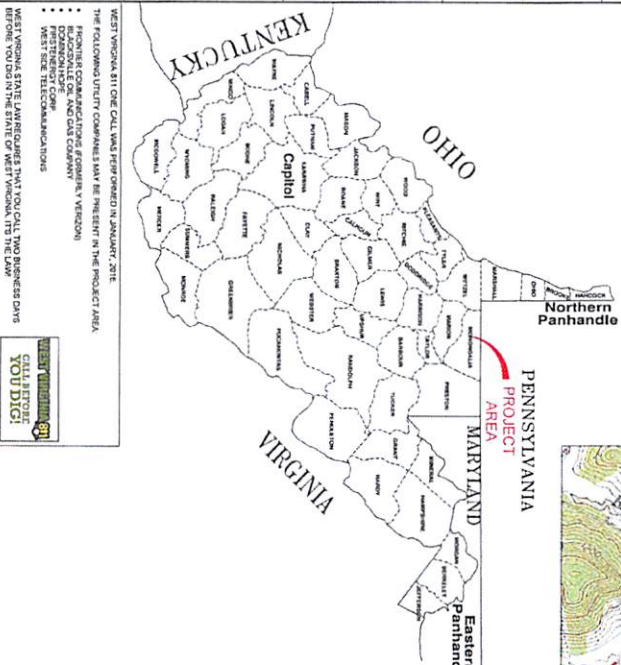 HANCOCK
BROOKE
OHIO
MARSHALL
Northern
Panhandle
PENNSYLVANIA
PROJECT
AREA
OHIO
MARYLAND
WETZEL
MONONGALIA
MARION
TYLER
PLEASANTS
WOOD
RITCHIE
DODDRIDGE
HARRISON
TAYLOR
PRESTON
MINERAL
MORGAN
BERKELEY
JEFFERSON
HAMPSHIRE
Eastern
Panhand
WIRT
JACKSON
MASON
CALHOUN
GILMER
LEWIS
BARBOUR
TUCKER
GRANT
HARDY
ROANE
UPSHUR
RANDOLPH
PENDLETON
BRAXTON
PUTNAM
CABELL
KANAWHA
Capitol
CLAY
WEBSTER
WAYNE
LINCOLN
NICHOLAS
POCAHONTAS
BOONE
LOGAN
MINGO
FAYETTE
GREENBRIER
RALEIGH
WYOMING
SUMMERS
MONROE
MERCER
MCDOWELL
KENTUCKY
VIRGINIA
WEST VIRGINIA 811 ONE CALL WAS PERFORMED IN JANUARY, 2016.
THE FOLLOWING UTILITY COMPANIES MAY BE PRESENT IN THE PROJECT AREA
• FRONTIER COMMUNICATIONS (FORMERLY VERIZON)
• BLACKSVILLE OIL AND GAS COMPANY
• DOMINION HOPE
• FIRSTENERGY CORP
• WEST SIDE TELECOMMUNICATIONS
WEST VIRGINIA STATE LAW REQUIRES THAT YOU CALL TWO BUSINESS DAYS
BEFORE YOU DIG IN THE STATE OF WEST VIRGINIA. IT'S THE LAW!
WEST VIRGINIA 811
CALL BEFORE
YOU DIG!